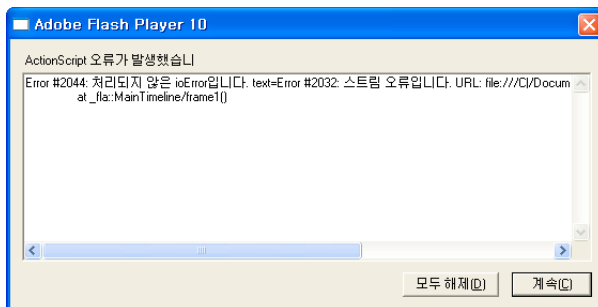 Adobe Flash Player 10
ActionScript 오류가 발생했습니
Error #2044: 처리되지 않은 ioError입니다. text=Error #2032: 스트림 오류입니다. URL: file:///C|/Docum
at _fla::MainTimeline/frame1()
모두 해제(D) 계속(C)